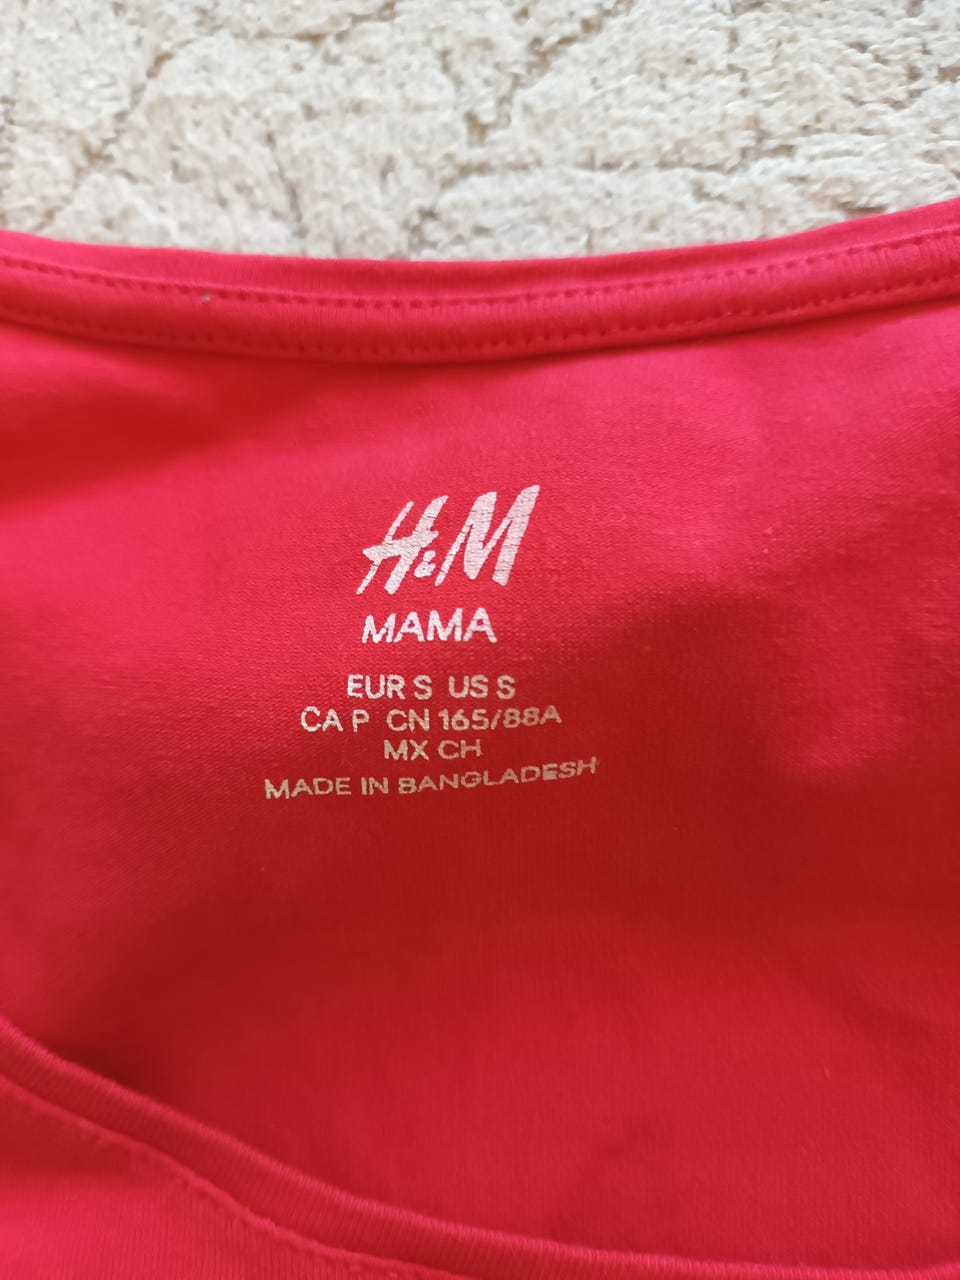 H&M
MAMA
EUR S US S
CA P CN 165/88A
MX CH
MADE IN BANGLADESH